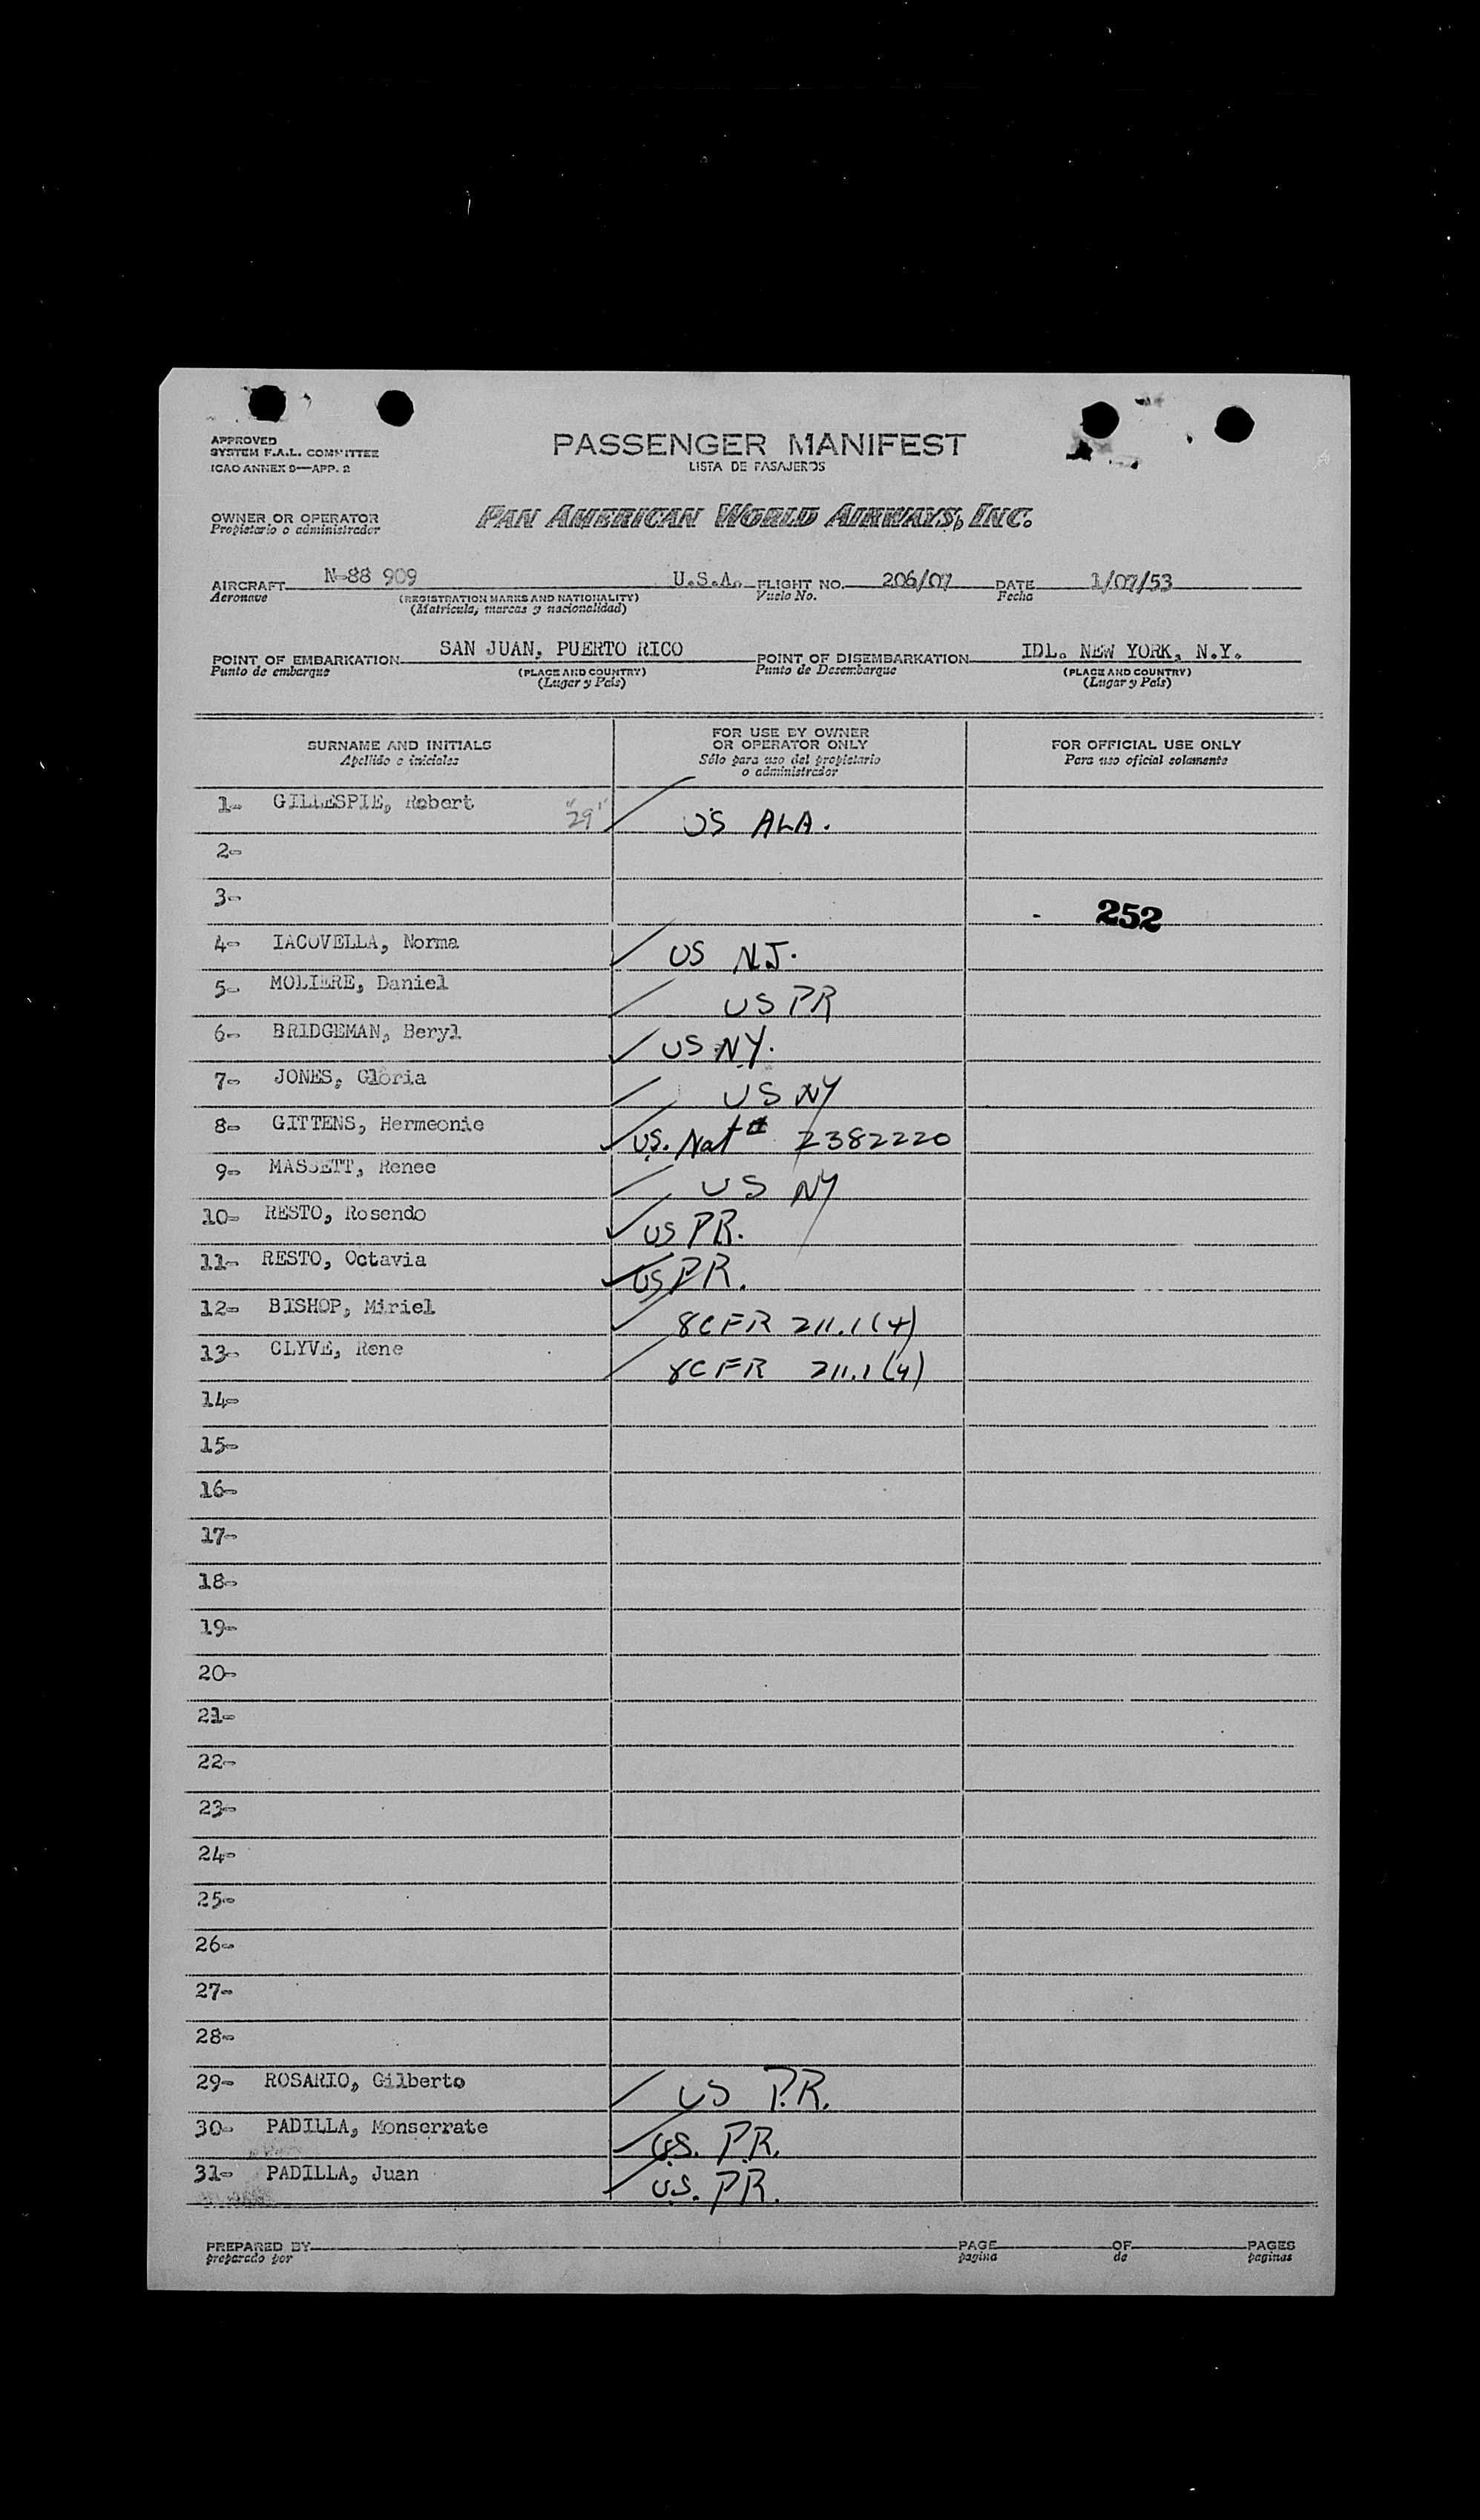 APPROVED
SYSTEM F.A.L. COMMITTEE
ICAO ANNEX 9—APP. 2
PASSENGER MANIFEST
LISTA DE PASAJEROS
OWNER OR OPERATOR
Propietario o administrador
PAN AMERICAN WORLD AIRWAYS, INC.
AIRCRAFT N-88 909 U.S.A. FLIGHT NO. 206/07 DATE 1/07/53
Aeronave (REGISTRATION MARKS AND NATIONALITY) Vuelo No. Fecha
(Matricula, marcas y nacionalidad)
POINT OF EMBARKATION SAN JUAN, PUERTO RICO POINT OF DISEMBARKATION IDL. NEW YORK, N.Y.
Punto de embarque (PLACE AND COUNTRY) Punto de Desembarque (PLACE AND COUNTRY)
(Lugar y País) (Lugar y País)
SURNAME AND INITIALS
Apellido e iniciales
FOR USE BY OWNER
OR OPERATOR ONLY
Sólo para uso del propietario
o administrador
FOR OFFICIAL USE ONLY
Para uso oficial solamente
1- GILLESPIE, Robert "29" US ALA.
2-
3- 252
4- IACOVELLA, Norma US N.J.
5- MOLIERE, Daniel US PR
6- BRIDGEMAN, Beryl US N.Y.
7- JONES, Gloria US NY
8- GITTENS, Hermeonie US. Nat # 2382220
9- MASSETT, Renee US NY
10- RESTO, Rosendo US PR.
11- RESTO, Octavia US PR.
12- BISHOP, Miriel 8CFR 211.1(4)
13- CLYVE, Rene 8CFR 211.1(4)
14-
15-
16-
17-
18-
19-
20-
21-
22-
23-
24-
25-
26-
27-
28-
29- ROSARIO, Gilberto US P.R.
30- PADILLA, Monserrate U.S. P.R.
31- PADILLA, Juan U.S. P.R.
PREPARED BY PAGE OF PAGES
preparado por pagina de paginas